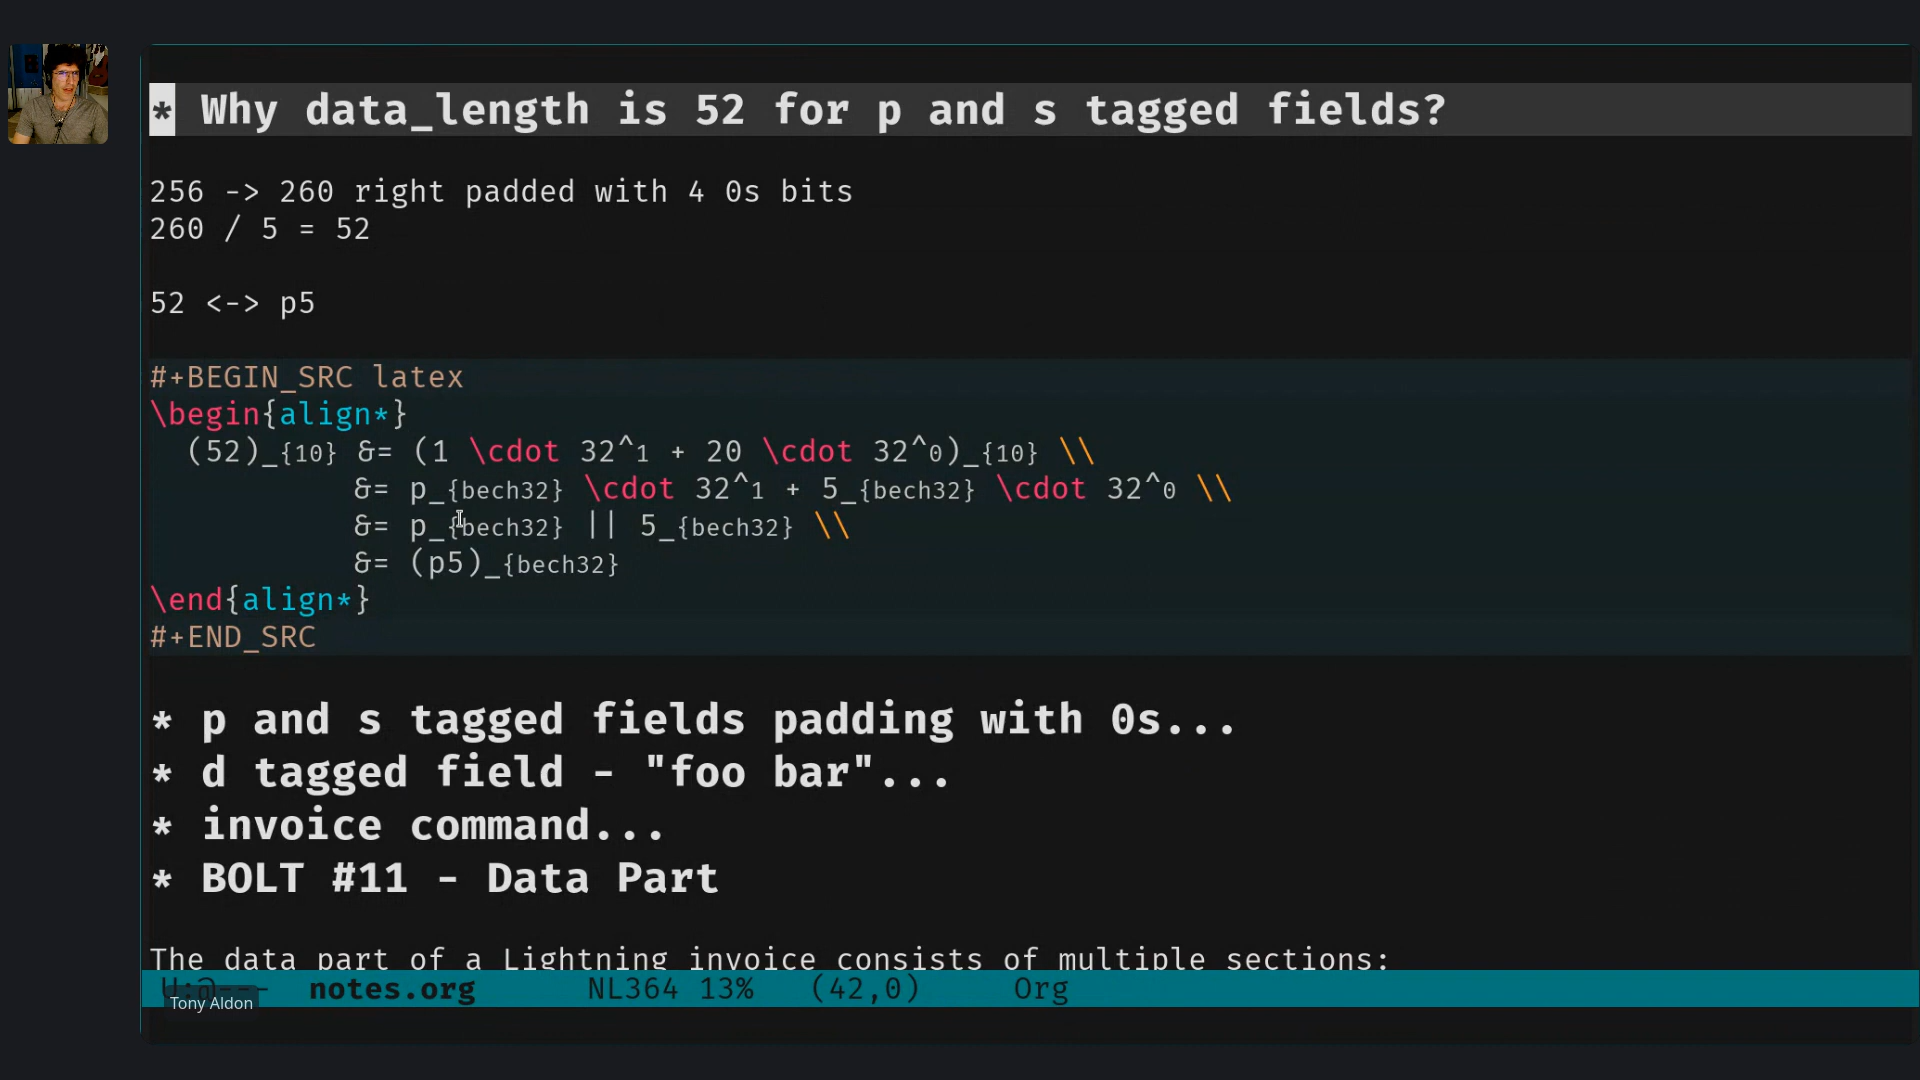 * Why data_length is 52 for p and s tagged fields?
256 -> 260 right padded with 4 0s bits
260 / 5 = 52
52 <-> p5
#+BEGIN_SRC latex
\begin{align*}
(52)_{10} &= (1 \cdot 32^1 + 20 \cdot 32^0)_{10} \\
&= p_{bech32} \cdot 32^1 + 5_{bech32} \cdot 32^0 \\
&= p_{bech32} || 5_{bech32} \\
&= (p5)_{bech32}
\end{align*}
#+END_SRC
* p and s tagged fields padding with 0s...
* d tagged field - "foo bar"...
* invoice command...
* BOLT #11 - Data Part
The data part of a Lightning invoice consists of multiple sections:
U:@--- notes.org NL364 13% (42,0) Org
Tony Aldon